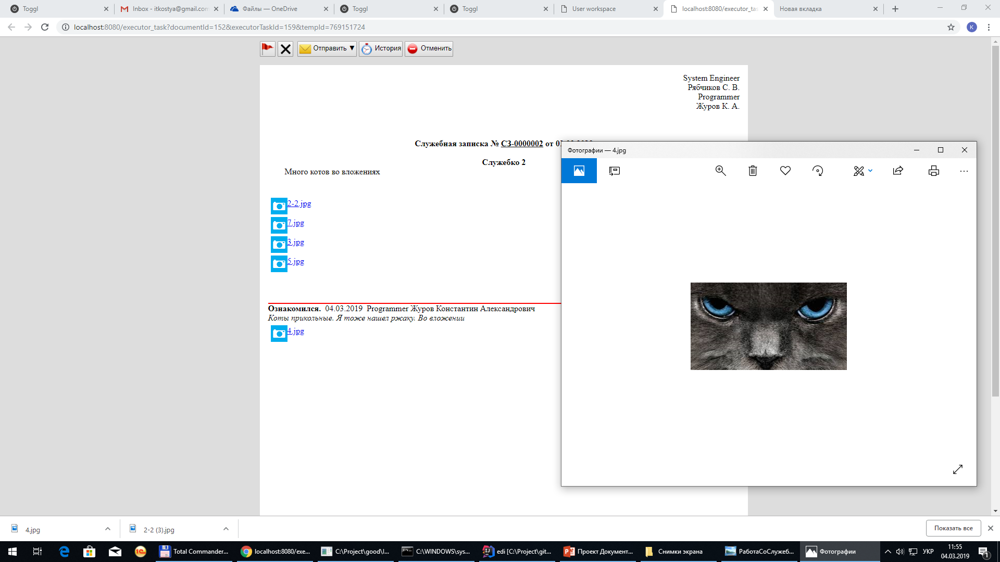 Toggl
Inbox - itkostya@gmail.com
Файлы — OneDrive
Toggl
Toggl
User workspace
localhost:8080/executor_tas
Новая вкладка
localhost:8080/executor_task?documentId=152&executorTaskId=159&tempId=769151724
K
Отправить ▼
История
Отменить
System Engineer
Рябчиков С. В.
Programmer
Журов К. А.
Служебная записка № СЗ-0000002 от
Служебко 2
Много котов во вложениях
2-2.jpg
7.jpg
3.jpg
5.jpg
Ознакомился. 04.03.2019 Programmer Журов Константин Александрович
Коты прикольные. Я тоже нашел ржаку. Во вложении
4.jpg
Фотографии — 4.jpg
4.jpg
2-2 (3).jpg
Показать все
Total Commander...
localhost:8080/exe...
C:\Project\good\I...
C:\WINDOWS\sys...
edi [C:\Project\git...
Проект Документ...
Снимки экрана
РаботаСоСлужеб...
Фотографии
УКР
11:55
04.03.2019
1